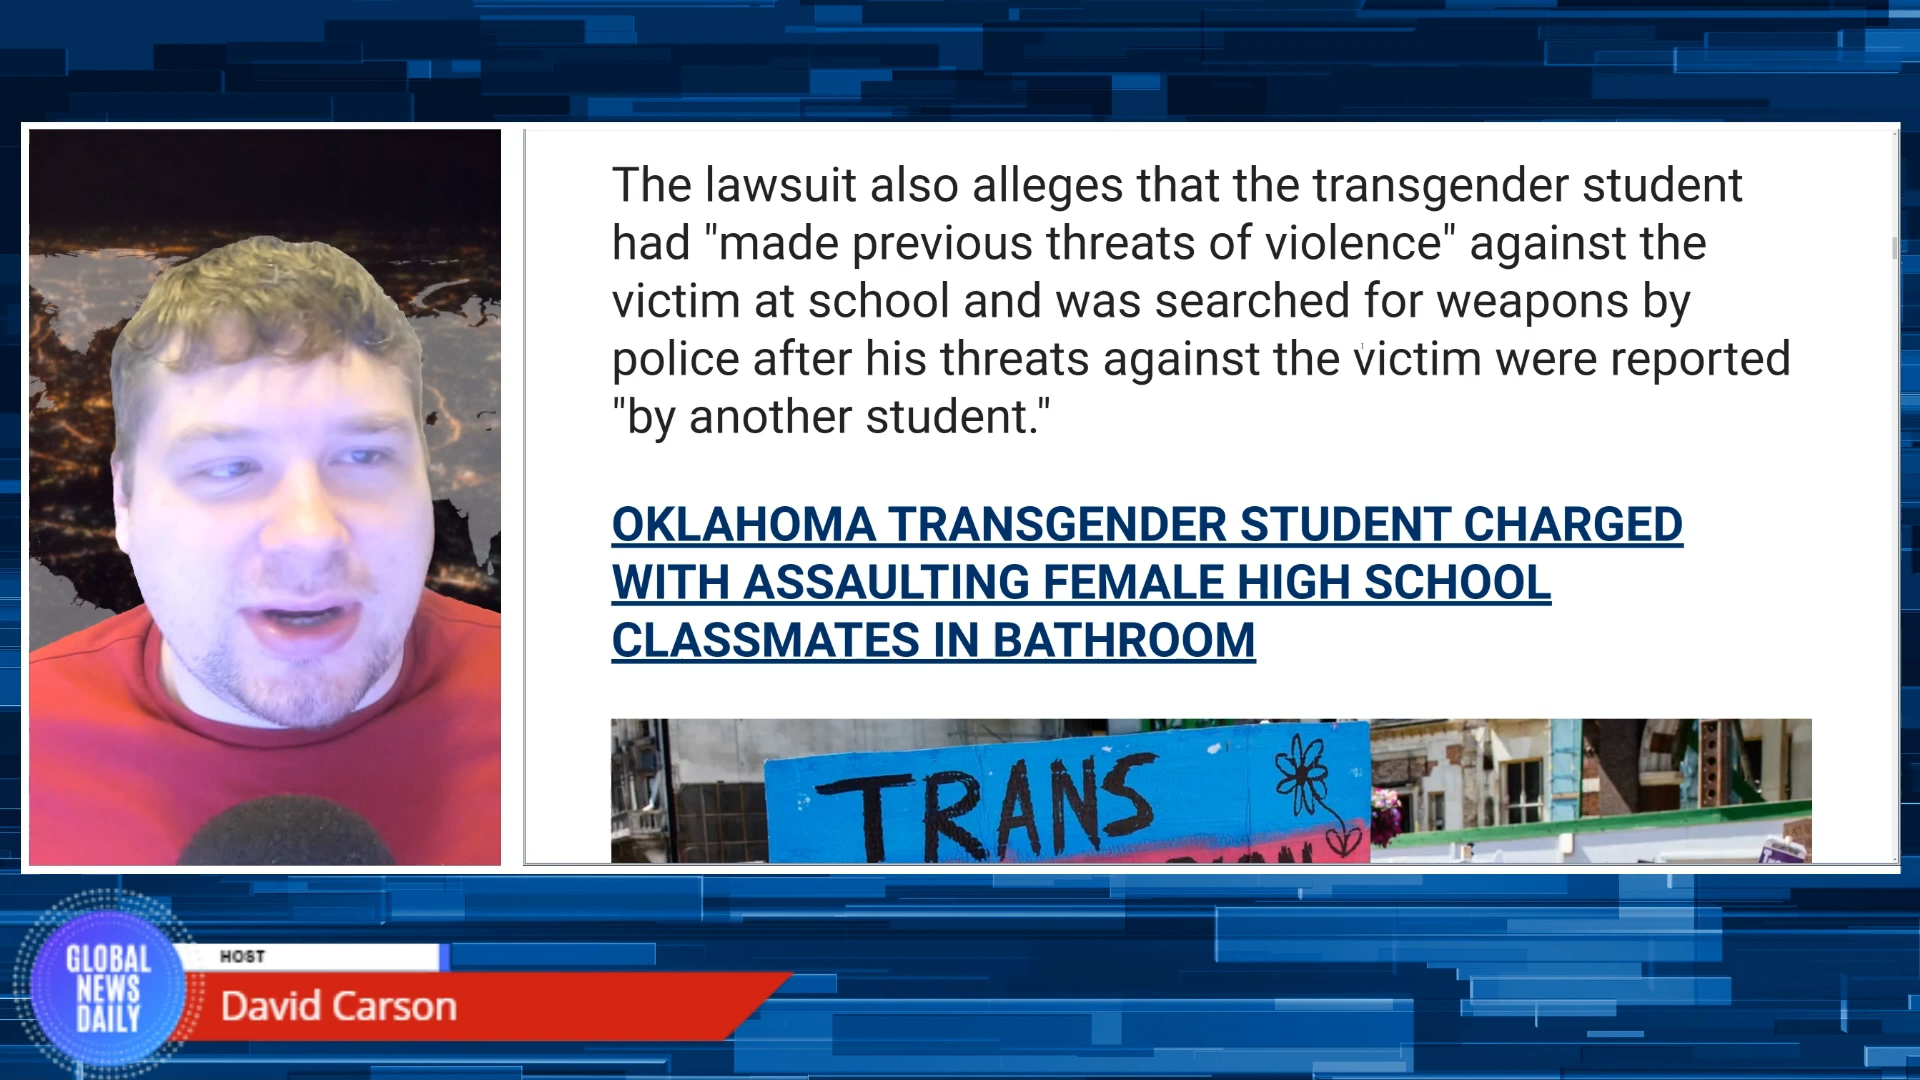 The lawsuit also alleges that the transgender student
had "made previous threats of violence" against the
victim at school and was searched for weapons by
police after his threats against the victim were reported
"by another student."
OKLAHOMA TRANSGENDER STUDENT CHARGED
WITH ASSAULTING FEMALE HIGH SCHOOL
CLASSMATES IN BATHROOM
TRANS
GLOBAL
NEWS
DAILY
HOST
David Carson